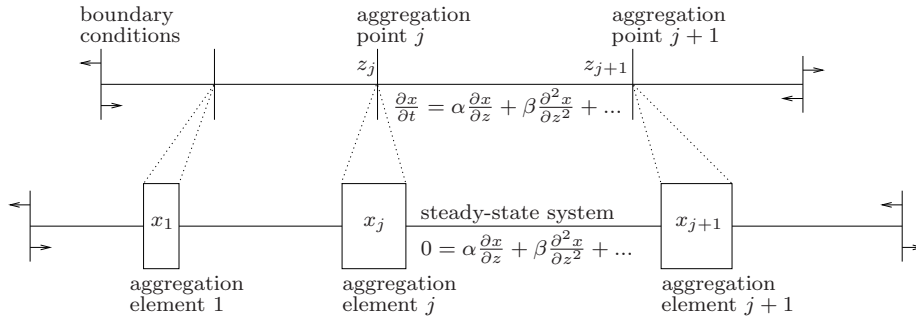 boundary
conditions
aggregation
point j
aggregation
point j + 1
z_j
z_{j+1}
∂x/∂t = α ∂x/∂z + β ∂²x/∂z² + ...
x_1
x_j
x_{j+1}
steady-state system
0 = α ∂x/∂z + β ∂²x/∂z² + ...
aggregation
element 1
aggregation
element j
aggregation
element j + 1